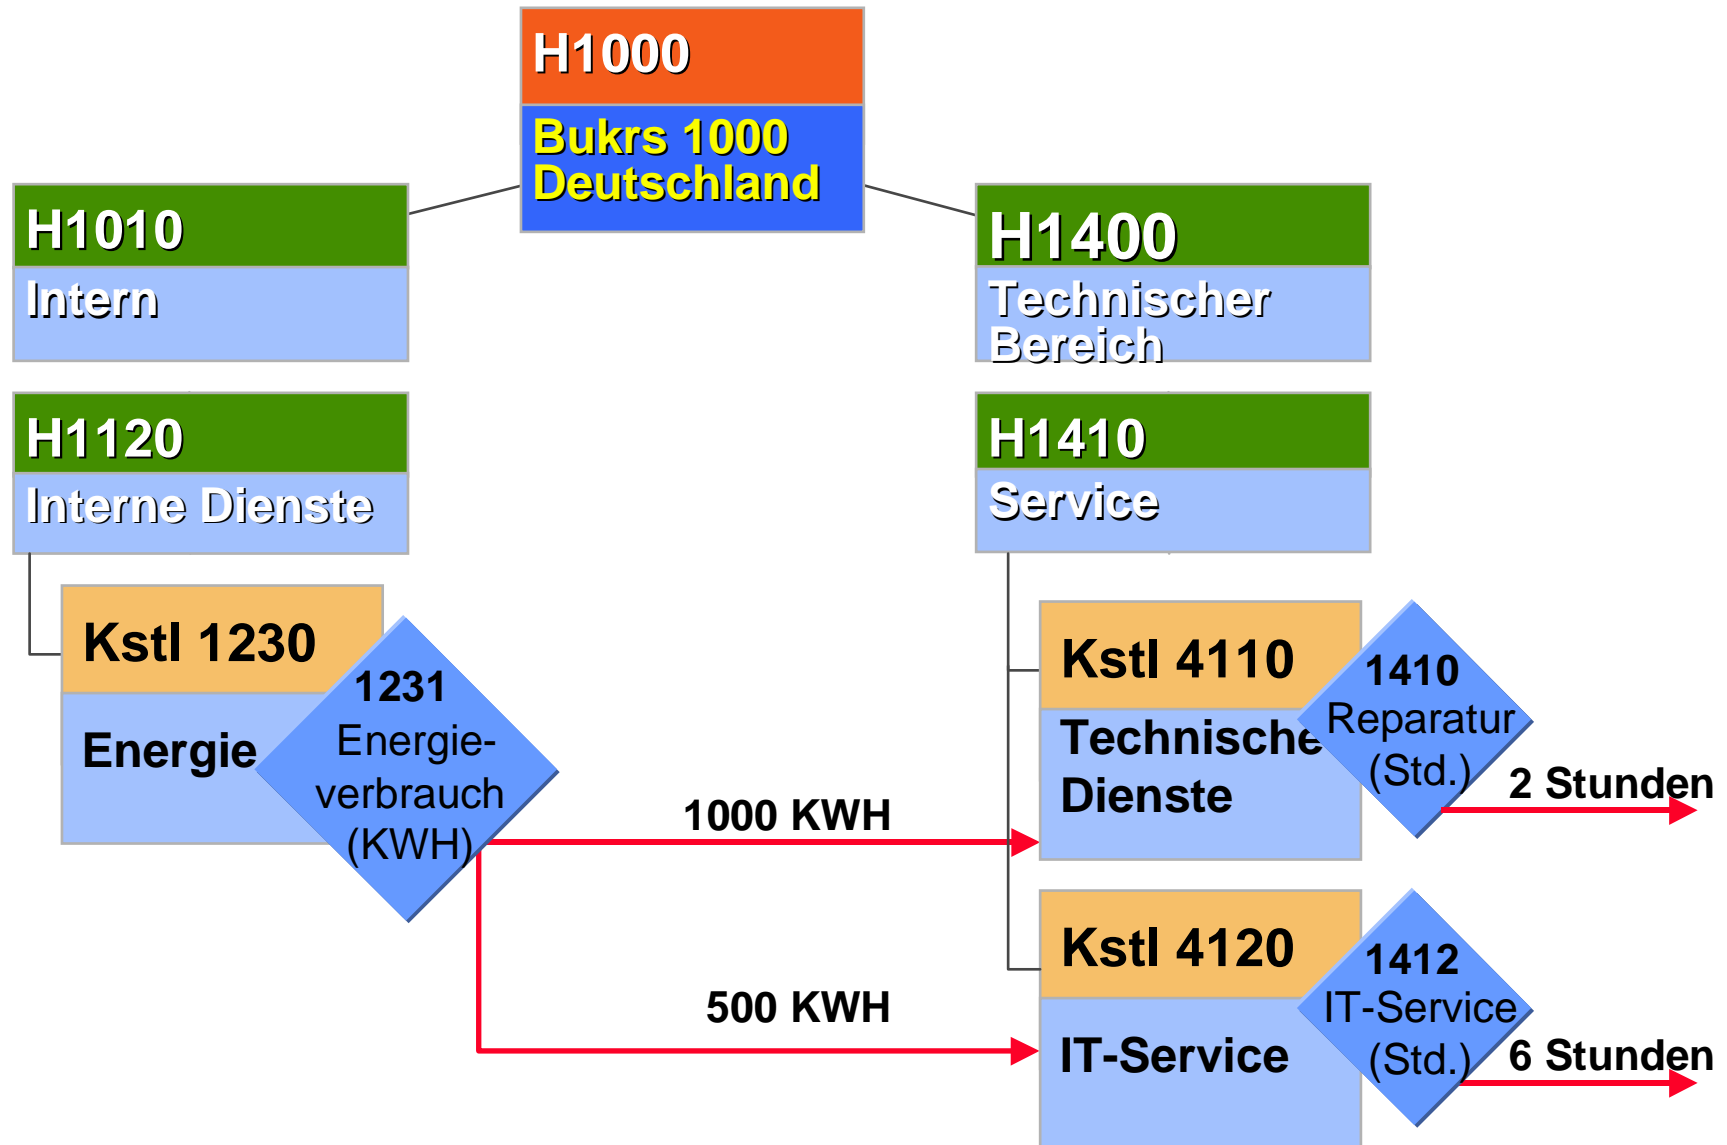 H1000
Bukrs 1000
Deutschland
H1010
Intern
H1400
Technischer
Bereich
H1120
Interne Dienste
H1410
Service
Kstl 1230
Energie
1231
Energie-
verbrauch
(KWH)
1000 KWH
500 KWH
Kstl 4110
Technische
Dienste
1410
Reparatur
(Std.)
2 Stunden
Kstl 4120
IT-Service
1412
IT-Service
(Std.)
6 Stunden